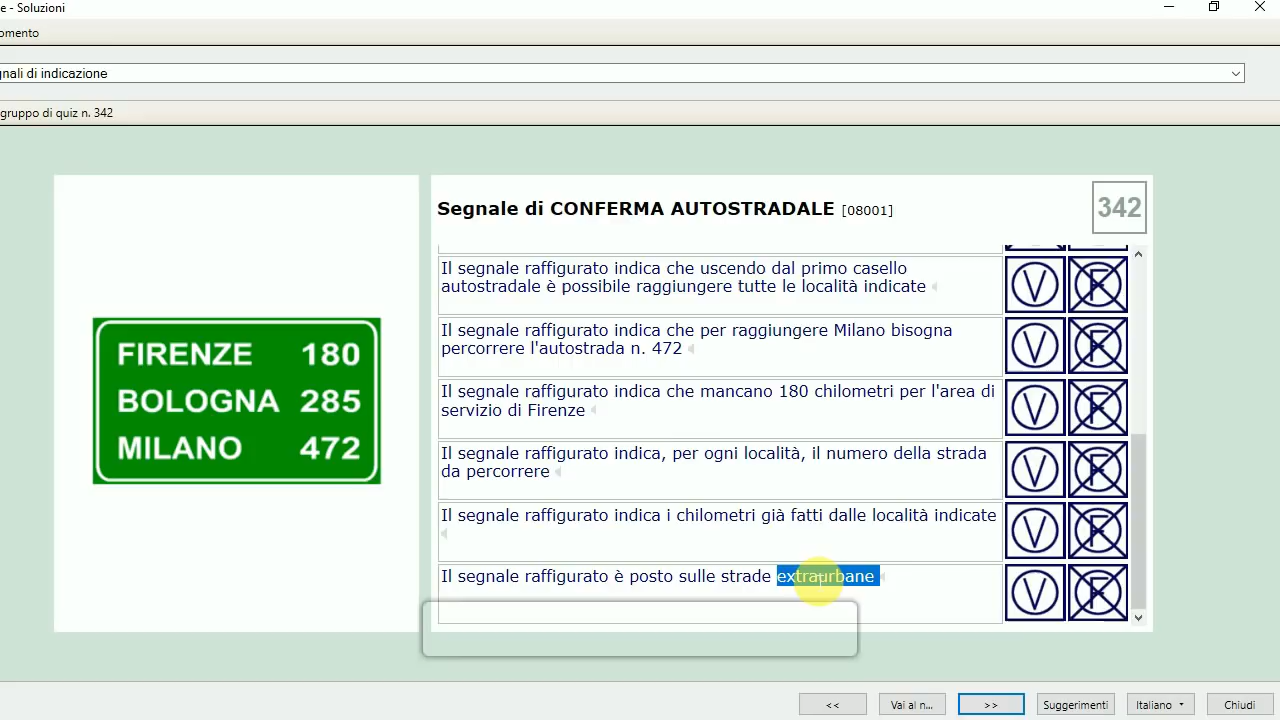 e - Soluzioni
omento
nali di indicazione
gruppo di quiz n. 342
FIRENZE 180
BOLOGNA 285
MILANO 472
Segnale di CONFERMA AUTOSTRADALE [08001]
342
Il segnale raffigurato indica che uscendo dal primo casello
autostradale è possibile raggiungere tutte le località indicate
V F
Il segnale raffigurato indica che per raggiungere Milano bisogna
percorrere l'autostrada n. 472
V F
Il segnale raffigurato indica che mancano 180 chilometri per l'area di
servizio di Firenze
V F
Il segnale raffigurato indica, per ogni località, il numero della strada
da percorrere
V F
Il segnale raffigurato indica i chilometri già fatti dalle località indicate
V F
Il segnale raffigurato è posto sulle strade extraurbane
V F
<< Vai al n... >> Suggerimenti Italiano Chiudi